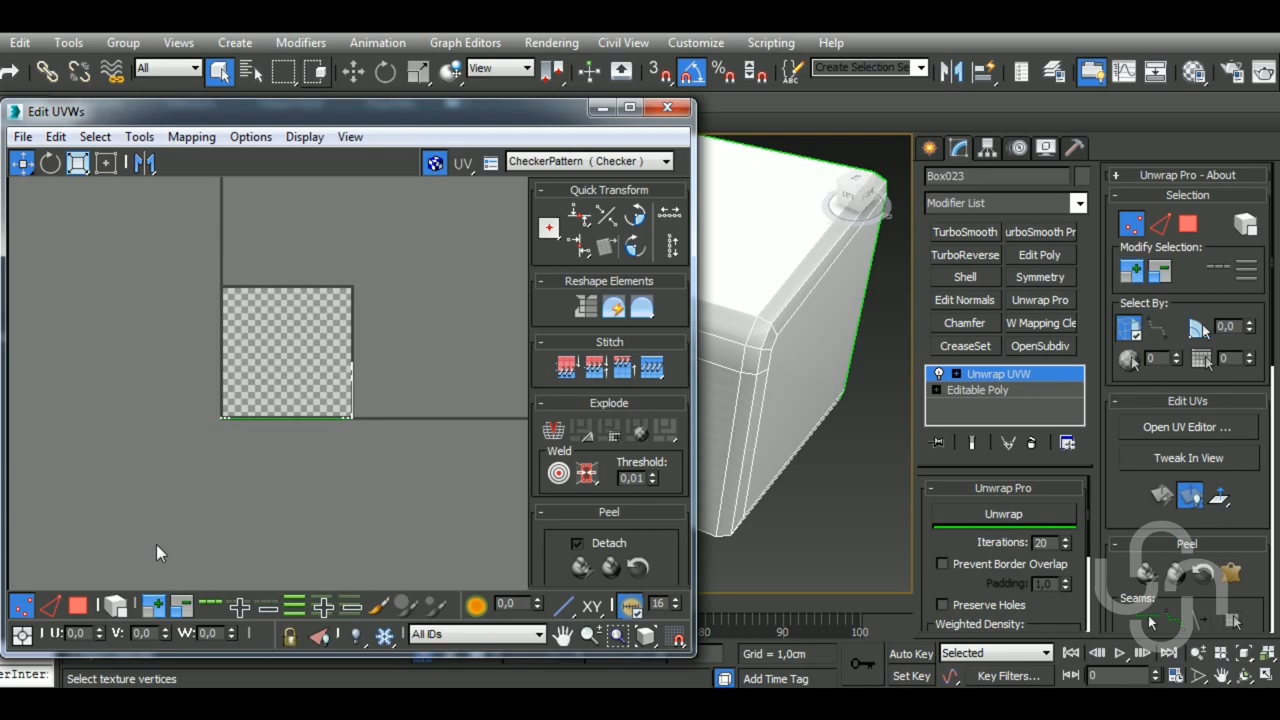 Edit Tools Group Views Create Modifiers Animation Graph Editors Rendering Civil View Customize Scripting Help
All View 3 % ABC Create Selection Se
Edit UVWs
File Edit Select Tools Mapping Options Display View
UV CheckerPattern ( Checker )
Quick Transform
Reshape Elements
Stitch
Explode
Weld
Threshold:
0,01
Peel
Detach
0,0 XY 16
U: 0,0 V: 0,0 W: 0,0 All IDs
Box023
Modifier List
TurboSmooth urboSmooth Pr
TurboReverse Edit Poly
Shell Symmetry
Edit Normals Unwrap Pro
Chamfer W Mapping Cle
CreaseSet OpenSubdiv
Unwrap UVW
Editable Poly
Unwrap Pro
Unwrap
Iterations: 20
Prevent Border Overlap
Padding: 1,0
Preserve Holes
Weighted Density:
Unwrap Pro - About
Selection
Modify Selection:
Select By:
0,0
0 0
Edit UVs
Open UV Editor ...
Tweak In View
Peel
Seams:
80 90 100
erInter: Select texture vertices
Grid = 1,0cm
Add Time Tag
Auto Key Selected
Set Key Key Filters... 0